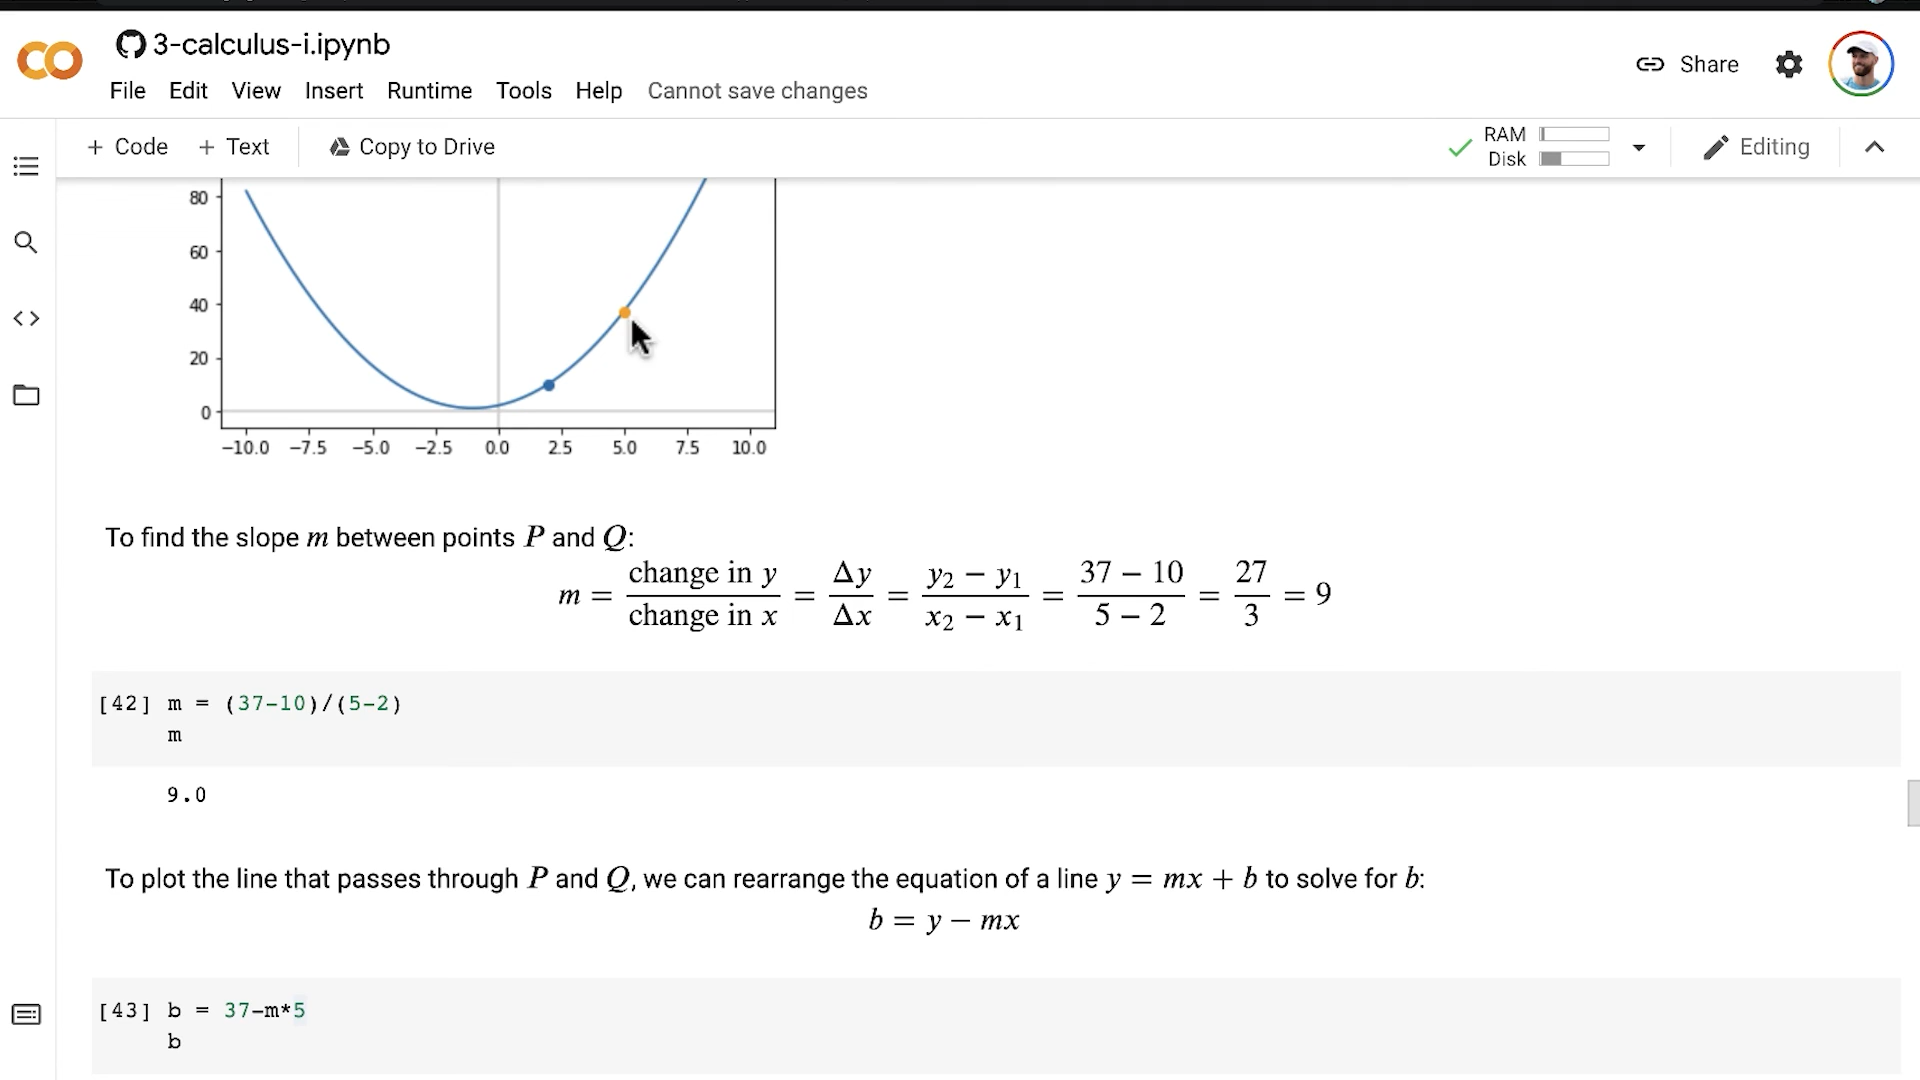 3-calculus-i.ipynb
File Edit View Insert Runtime Tools Help Cannot save changes
Share
+ Code + Text Copy to Drive
RAM
Disk
Editing
80
60
40
20
0
−10.0 −7.5 −5.0 −2.5 0.0 2.5 5.0 7.5 10.0
To find the slope m between points P and Q:
m = change in y / change in x = Δy / Δx = y₂ − y₁ / x₂ − x₁ = 37 − 10 / 5 − 2 = 27 / 3 = 9
[42] m = (37-10)/(5-2)
m
9.0
To plot the line that passes through P and Q, we can rearrange the equation of a line y = mx + b to solve for b:
b = y − mx
[43] b = 37-m*5
b